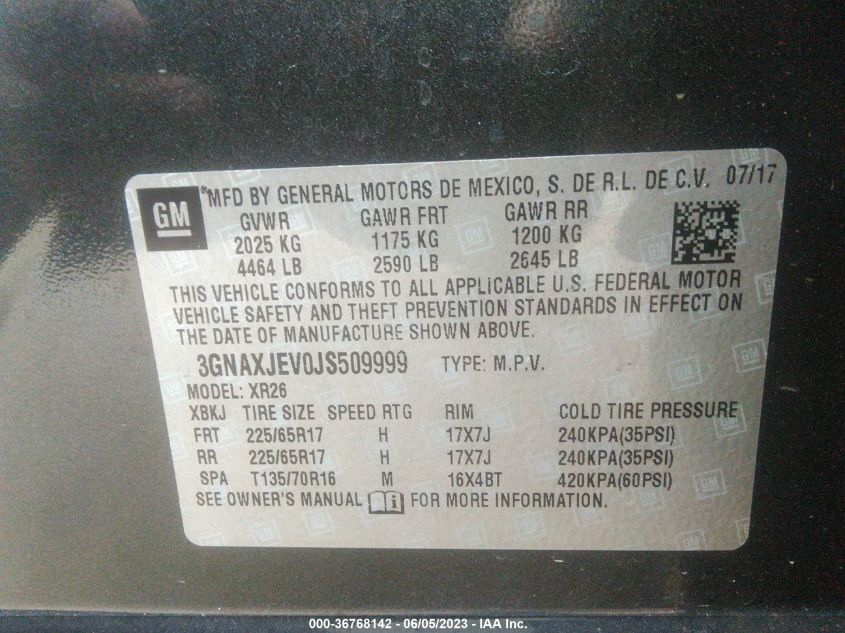 GM
*MFD BY GENERAL MOTORS DE MEXICO, S. DE R.L. DE C.V. 07/17
GVWR GAWR FRT GAWR RR
2025 KG 1175 KG 1200 KG
4464 LB 2590 LB 2645 LB
THIS VEHICLE CONFORMS TO ALL APPLICABLE U.S. FEDERAL MOTOR
VEHICLE SAFETY AND THEFT PREVENTION STANDARDS IN EFFECT ON
THE DATE OF MANUFACTURE SHOWN ABOVE.
3GNAXJEV0JS509999 TYPE: M.P.V.
MODEL: XR26
XBKJ TIRE SIZE SPEED RTG RIM COLD TIRE PRESSURE
FRT 225/65R17 H 17X7J 240KPA(35PSI)
RR 225/65R17 H 17X7J 240KPA(35PSI)
SPA T135/70R16 M 16X4BT 420KPA(60PSI)
SEE OWNER'S MANUAL FOR MORE INFORMATION.
000-36768142 - 06/05/2023 - IAA Inc.